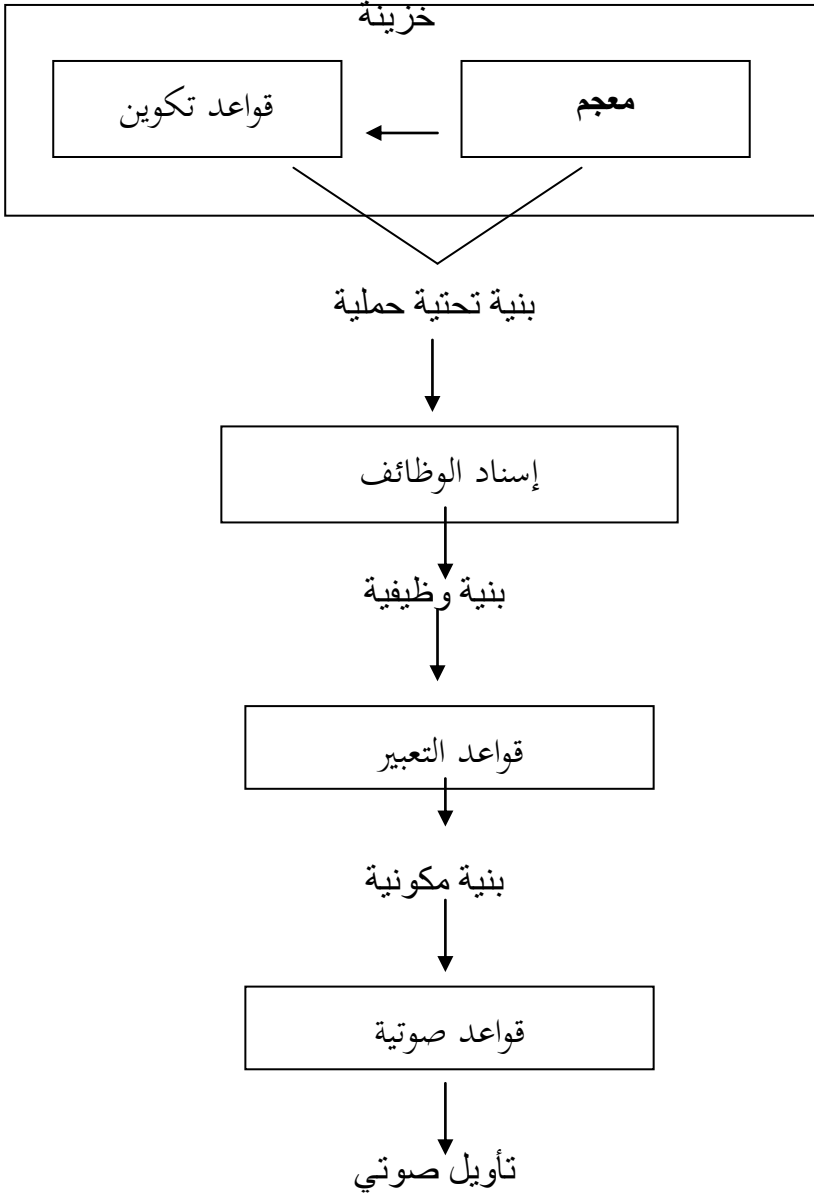 خزينة
معجم
قواعد تكوين
بنية تحتية حملية
إسناد الوظائف
بنية وظيفية
قواعد التعبير
بنية مكونية
قواعد صوتية
تأويل صوتي